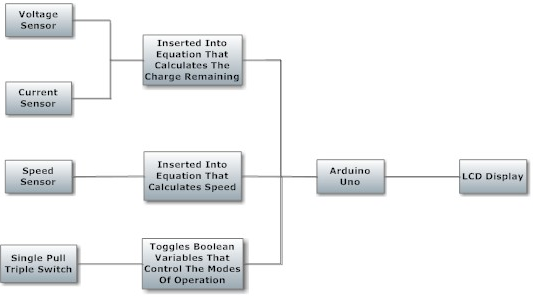 Voltage
Sensor
Current
Sensor
Inserted Into
Equation That
Calculates The
Charge Remaining
Speed
Sensor
Inserted Into
Equation That
Calculates Speed
Single Pull
Triple Switch
Toggles Boolean
Variables That
Control The Modes
Of Operation
Arduino
Uno
LCD Display